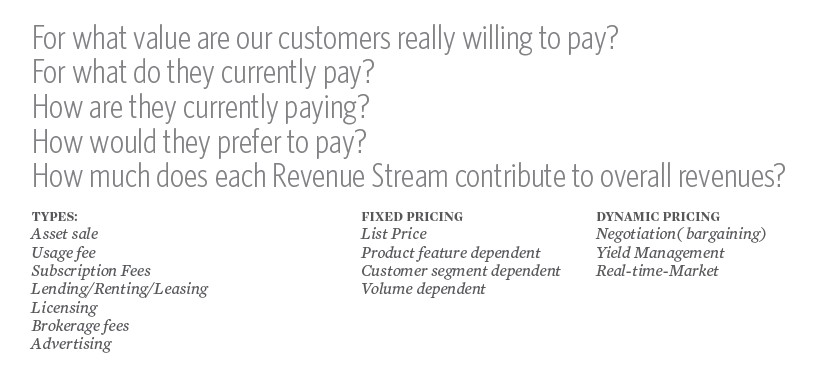 For what value are our customers really willing to pay?
For what do they currently pay?
How are they currently paying?
How would they prefer to pay?
How much does each Revenue Stream contribute to overall revenues?
TYPES:
Asset sale
Usage fee
Subscription Fees
Lending/Renting/Leasing
Licensing
Brokerage fees
Advertising
FIXED PRICING
List Price
Product feature dependent
Customer segment dependent
Volume dependent
DYNAMIC PRICING
Negotiation( bargaining)
Yield Management
Real-time-Market